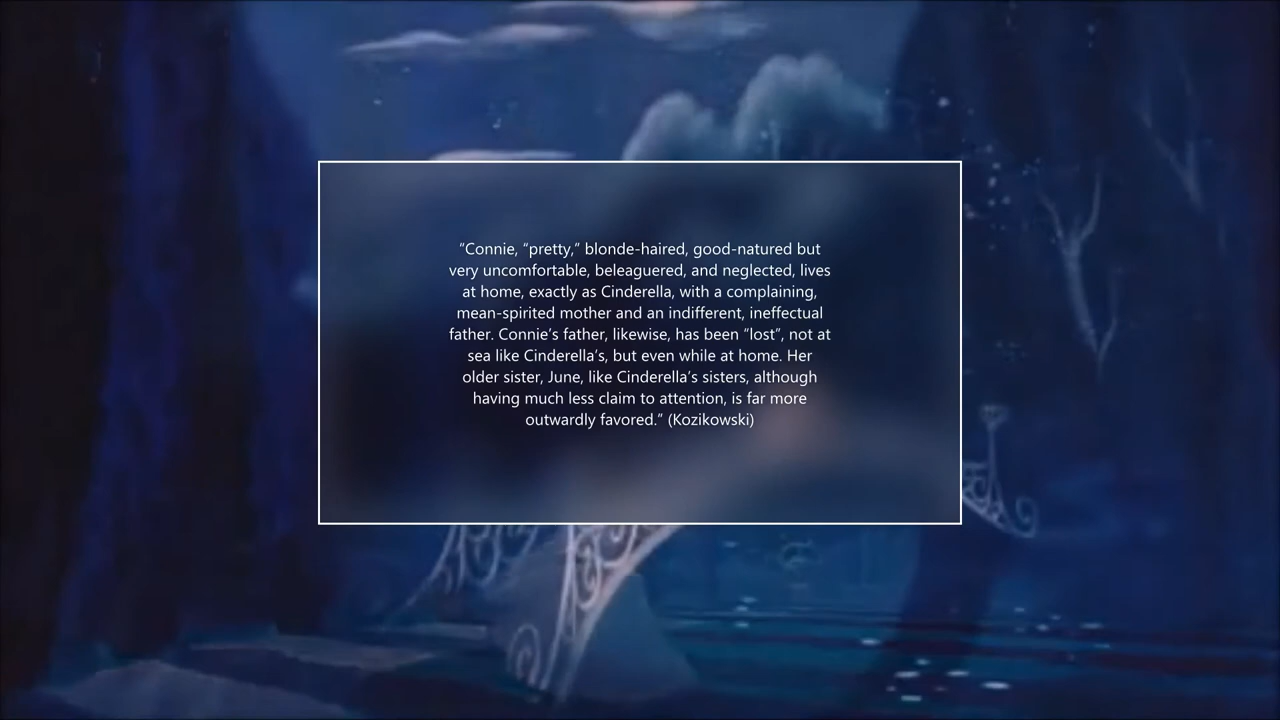 "Connie, “pretty,” blonde-haired, good-natured but
very uncomfortable, beleaguered, and neglected, lives
at home, exactly as Cinderella, with a complaining,
mean-spirited mother and an indifferent, ineffectual
father. Connie’s father, likewise, has been “lost”, not at
sea like Cinderella’s, but even while at home. Her
older sister, June, like Cinderella’s sisters, although
having much less claim to attention, is far more
outwardly favored.” (Kozikowski)